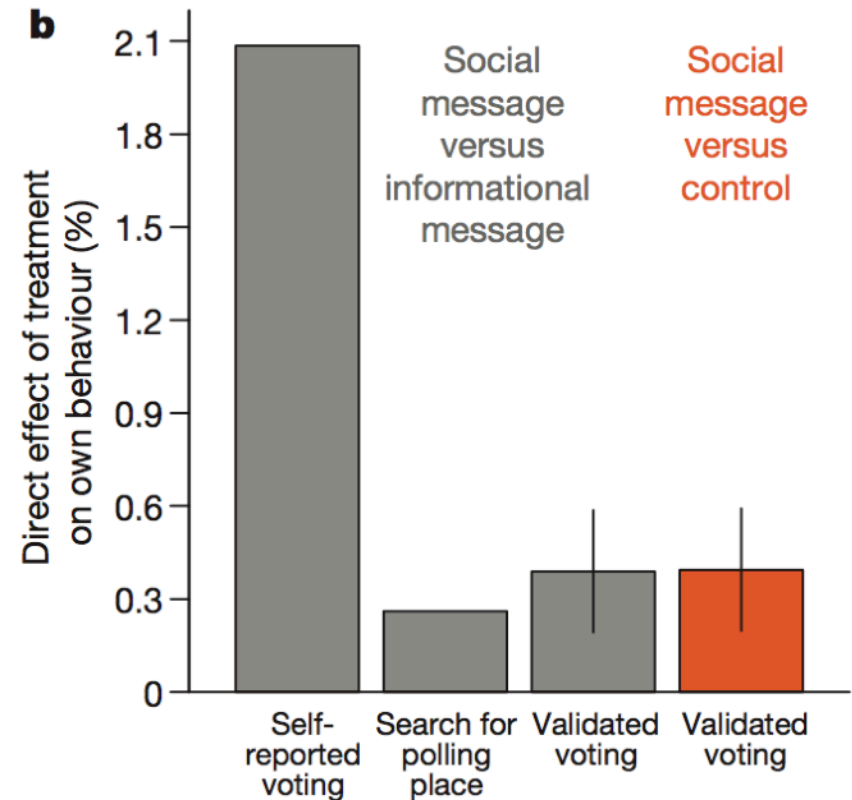 b
Direct effect of treatment
on own behaviour (%)
2.1
1.8
1.5
1.2
0.9
0.6
0.3
0
Social
message
versus
informational
message
Social
message
versus
control
Self-
reported
voting
Search for
polling
place
Validated
voting
Validated
voting